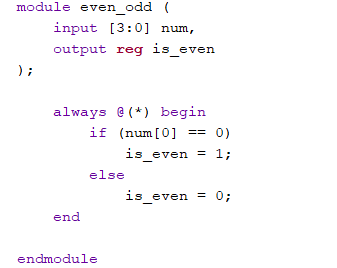 module even_odd (
    input [3:0] num,
    output reg is_even
);

    always @(*) begin
        if (num[0] == 0)
            is_even = 1;
        else
            is_even = 0;
    end

endmodule